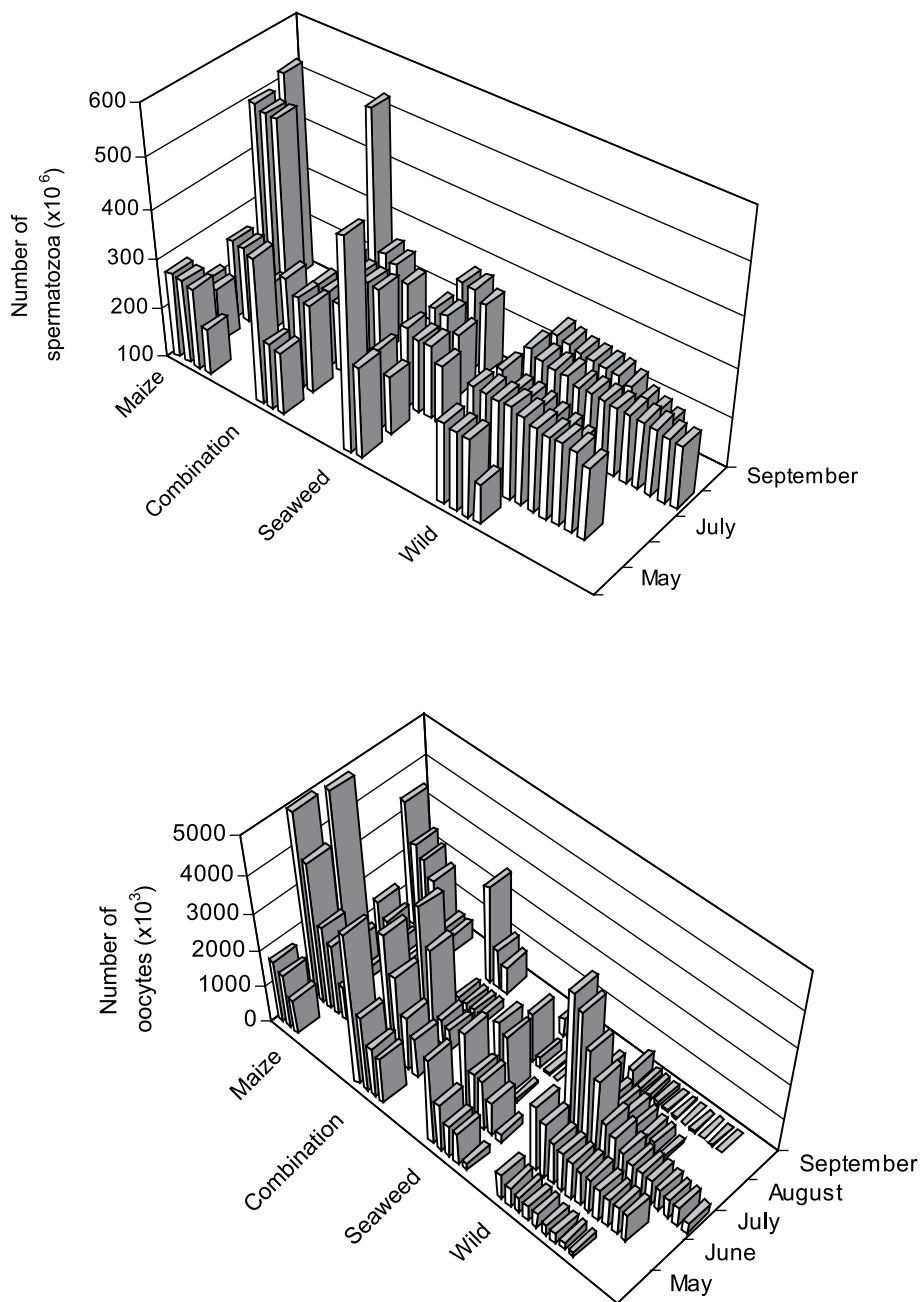 Number of
spermatozoa (x10⁶)
600
500
400
300
200
100
Maize
Combination
Seaweed
Wild
September
July
May
Number of
oocytes (x10³)
5000
4000
3000
2000
1000
0
Maize
Combination
Seaweed
Wild
September
August
July
June
May